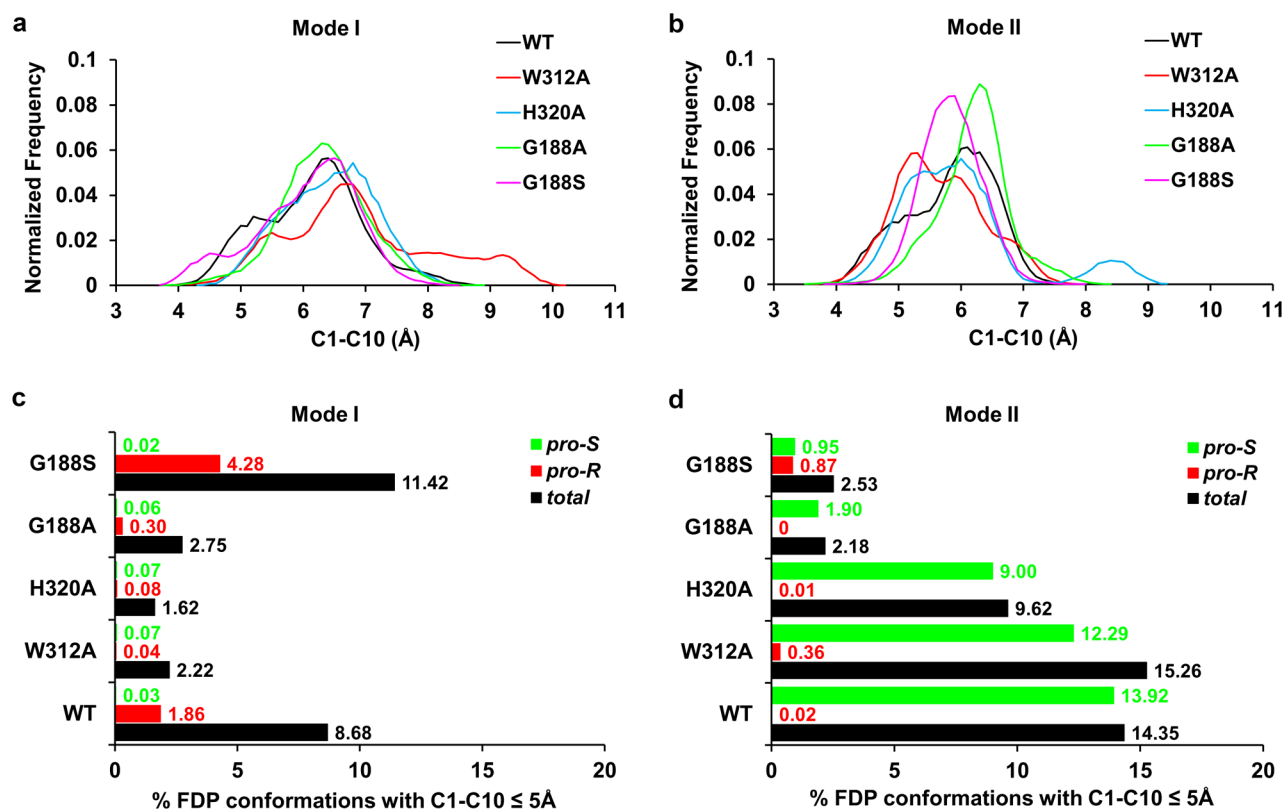 a
Mode I
Normalized Frequency
0.1
0.08
0.06
0.04
0.02
0
3 4 5 6 7 8 9 10 11
C1-C10 (Å)
WT
W312A
H320A
G188A
G188S
b
Mode II
Normalized Frequency
0.1
0.08
0.06
0.04
0.02
0
3 4 5 6 7 8 9 10 11
C1-C10 (Å)
WT
W312A
H320A
G188A
G188S
c
Mode I
pro-S
pro-R
total
G188S
0.02
4.28
11.42
G188A
0.06
0.30
2.75
H320A
0.07
0.08
1.62
W312A
0.07
0.04
2.22
WT
0.03
1.86
8.68
0 5 10 15 20
% FDP conformations with C1-C10 ≤ 5Å
d
Mode II
pro-S
pro-R
total
G188S
0.95
0.87
2.53
G188A
1.90
0
2.18
H320A
9.00
0.01
9.62
W312A
12.29
0.36
15.26
WT
13.92
0.02
14.35
0 5 10 15 20
% FDP conformations with C1-C10 ≤ 5Å